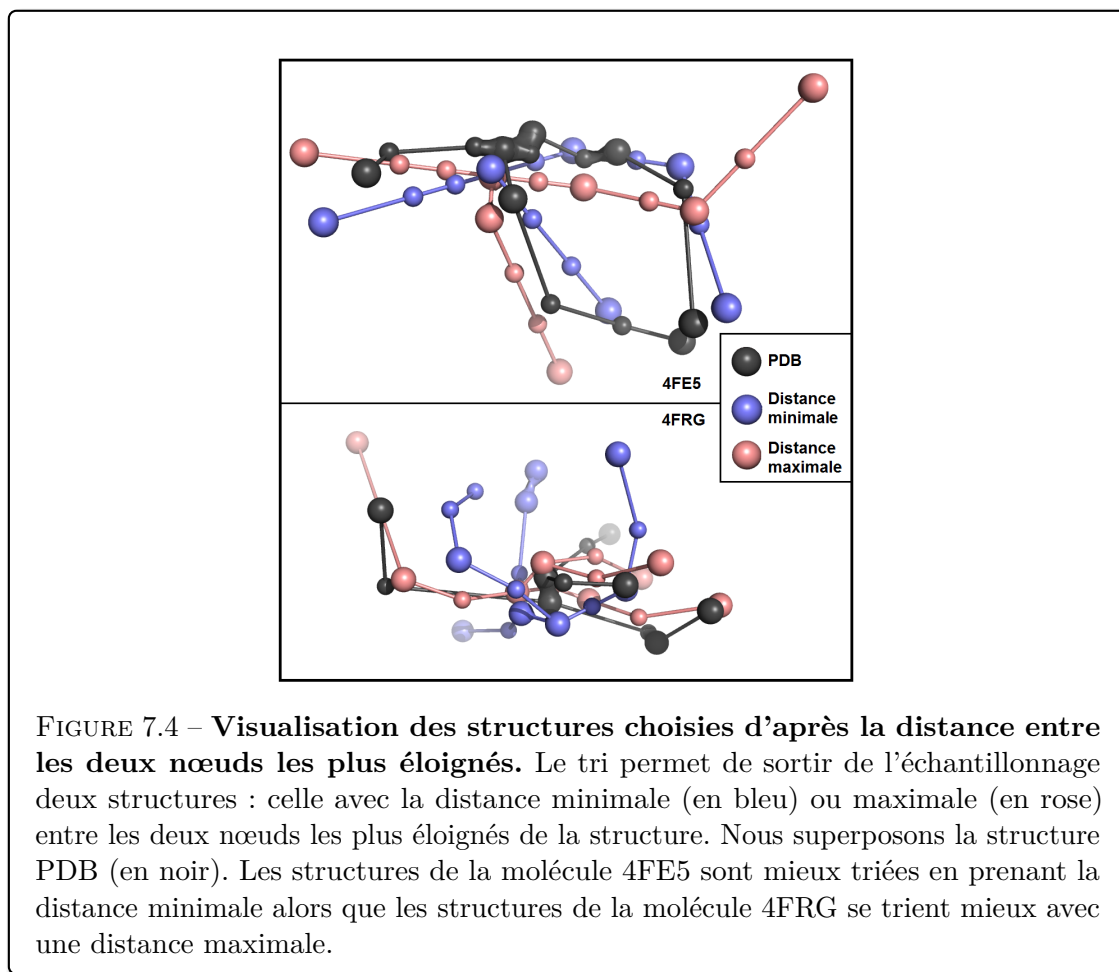 4FE5
PDB
Distance
minimale
Distance
maximale
4FRG
FIGURE 7.4 – Visualisation des structures choisies d'après la distance entre
les deux nœuds les plus éloignés. Le tri permet de sortir de l'échantillonnage
deux structures : celle avec la distance minimale (en bleu) ou maximale (en rose)
entre les deux nœuds les plus éloignés de la structure. Nous superposons la structure
PDB (en noir). Les structures de la molécule 4FE5 sont mieux triées en prenant la
distance minimale alors que les structures de la molécule 4FRG se trient mieux avec
une distance maximale.